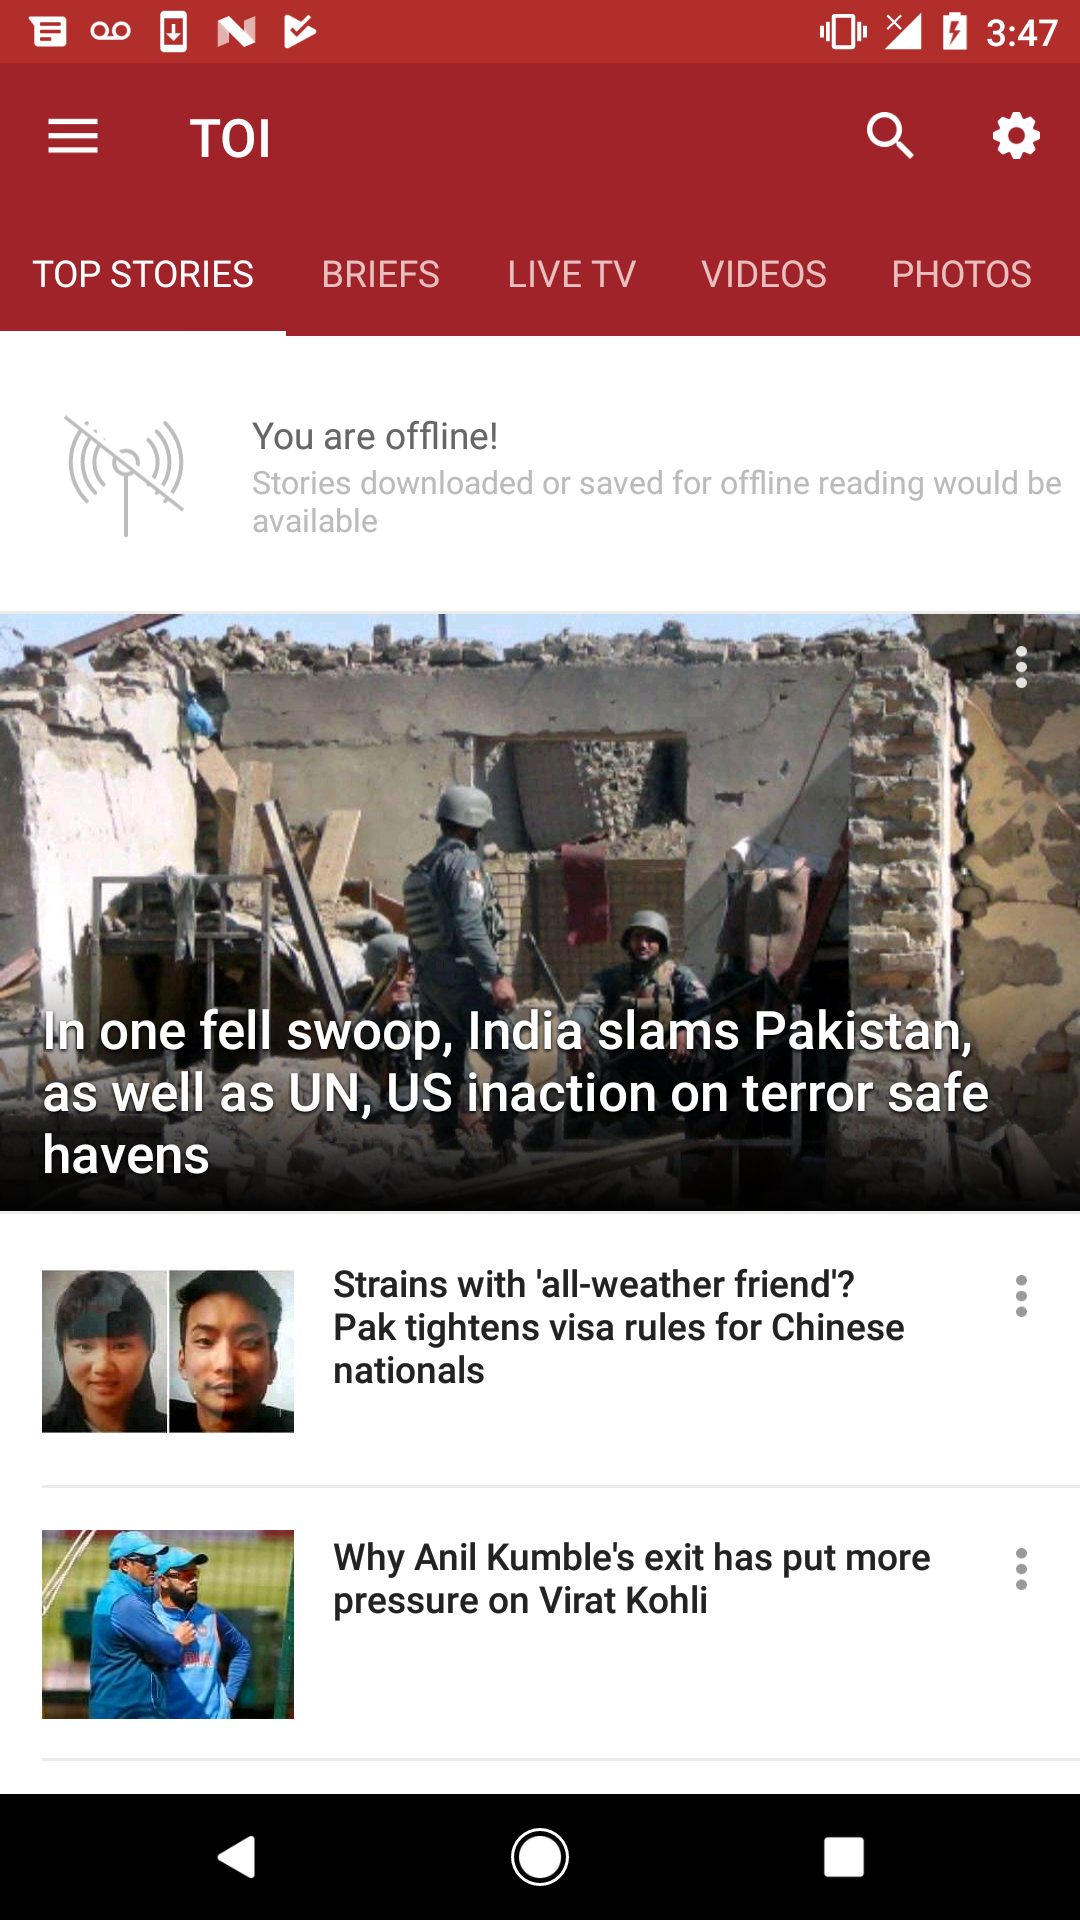 3:47
TOI
TOP STORIES BRIEFS LIVE TV VIDEOS PHOTOS
You are offline!
Stories downloaded or saved for offline reading would be
available
In one fell swoop, India slams Pakistan,
as well as UN, US inaction on terror safe
havens
Strains with 'all-weather friend'?
Pak tightens visa rules for Chinese
nationals
Why Anil Kumble's exit has put more
pressure on Virat Kohli